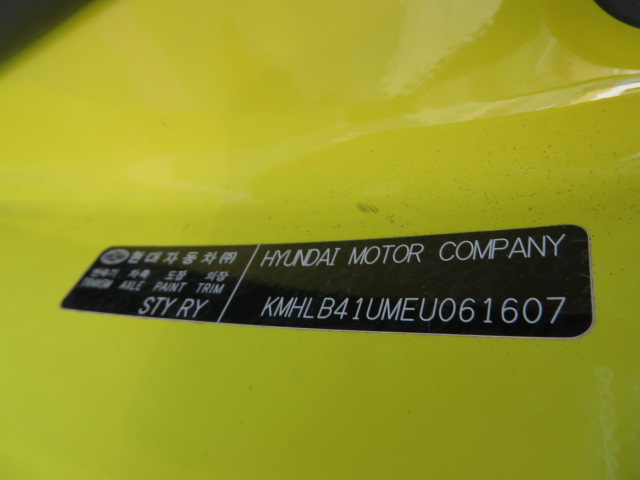 현대자동차㈜
변속기 차축 도장 의장
TRANSM AXLE PAINT TRIM
STY RY
HYUNDAI MOTOR COMPANY
KMHLB41UMEU061607